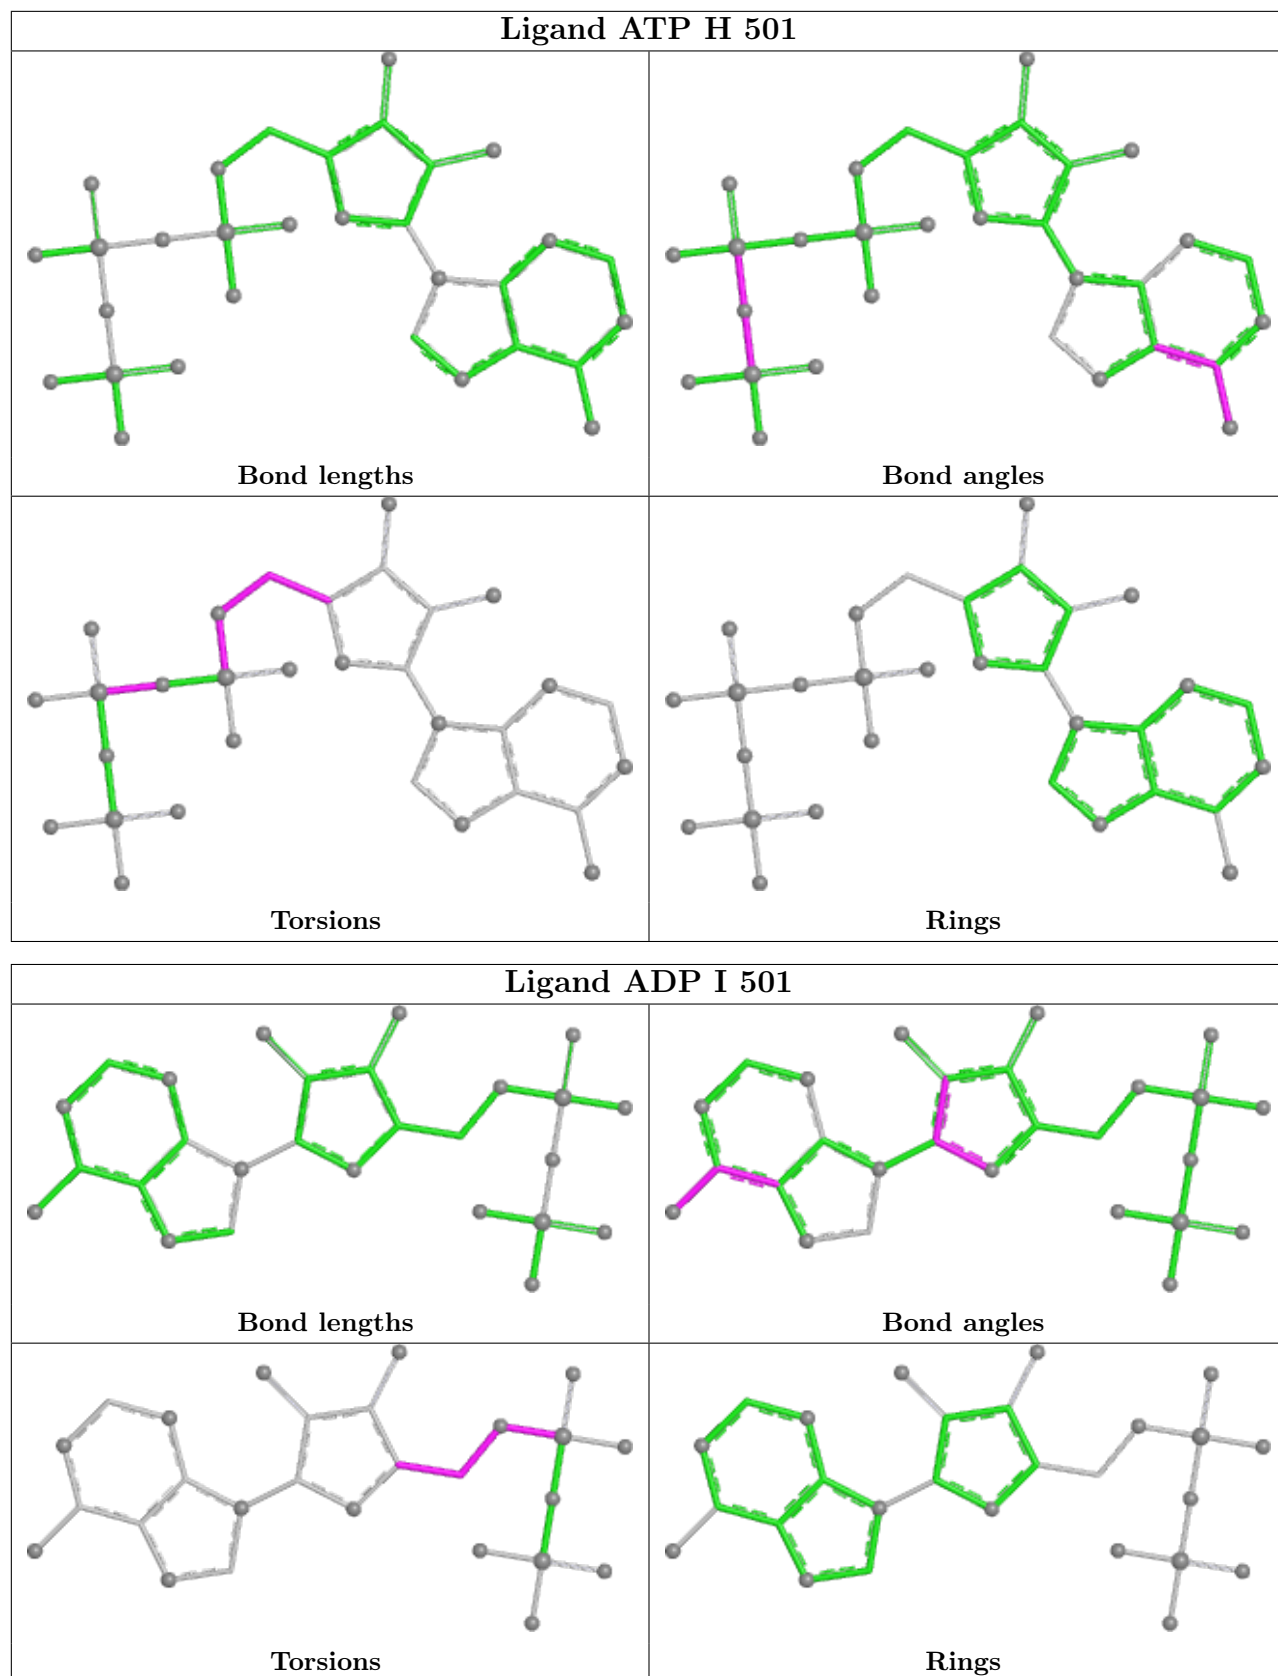 Ligand ATP H 501
Bond lengths
Bond angles
Torsions
Rings
Ligand ADP I 501
Bond lengths
Bond angles
Torsions
Rings